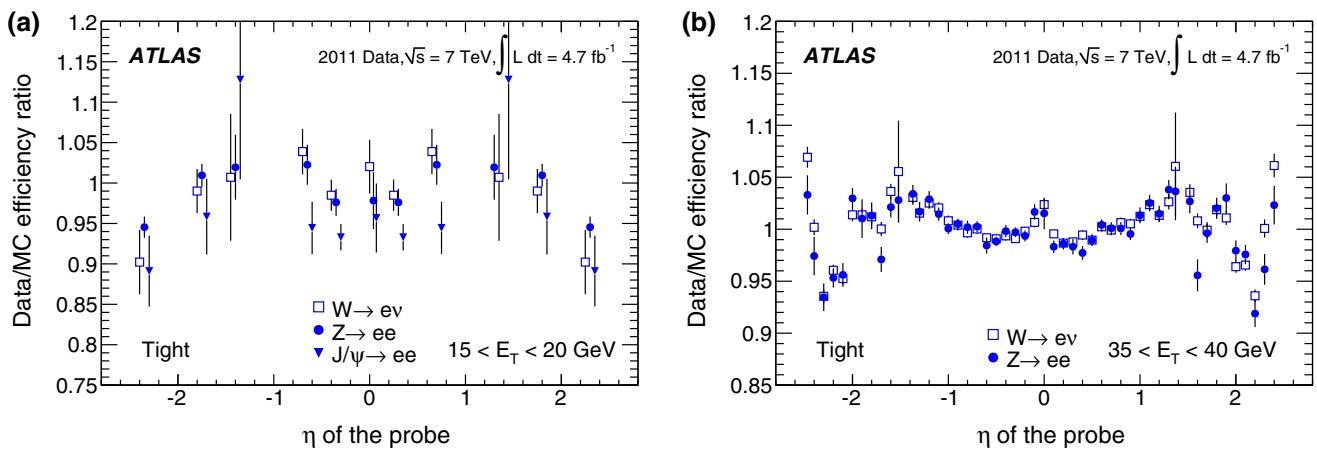 (a)
Data/MC efficiency ratio
1.2
1.15
1.1
1.05
1
0.95
0.9
0.85
0.8
0.75
ATLAS
2011 Data,√s = 7 TeV,∫ L dt = 4.7 fb⁻¹
W→ eν
Z→ ee
J/ψ→ ee
Tight
15 < E_T < 20 GeV
-2 -1 0 1 2
η of the probe
(b)
Data/MC efficiency ratio
1.2
1.15
1.1
1.05
1
0.95
0.9
0.85
ATLAS
2011 Data,√s = 7 TeV,∫ L dt = 4.7 fb⁻¹
W→ eν
Z→ ee
Tight
35 < E_T < 40 GeV
-2 -1 0 1 2
η of the probe